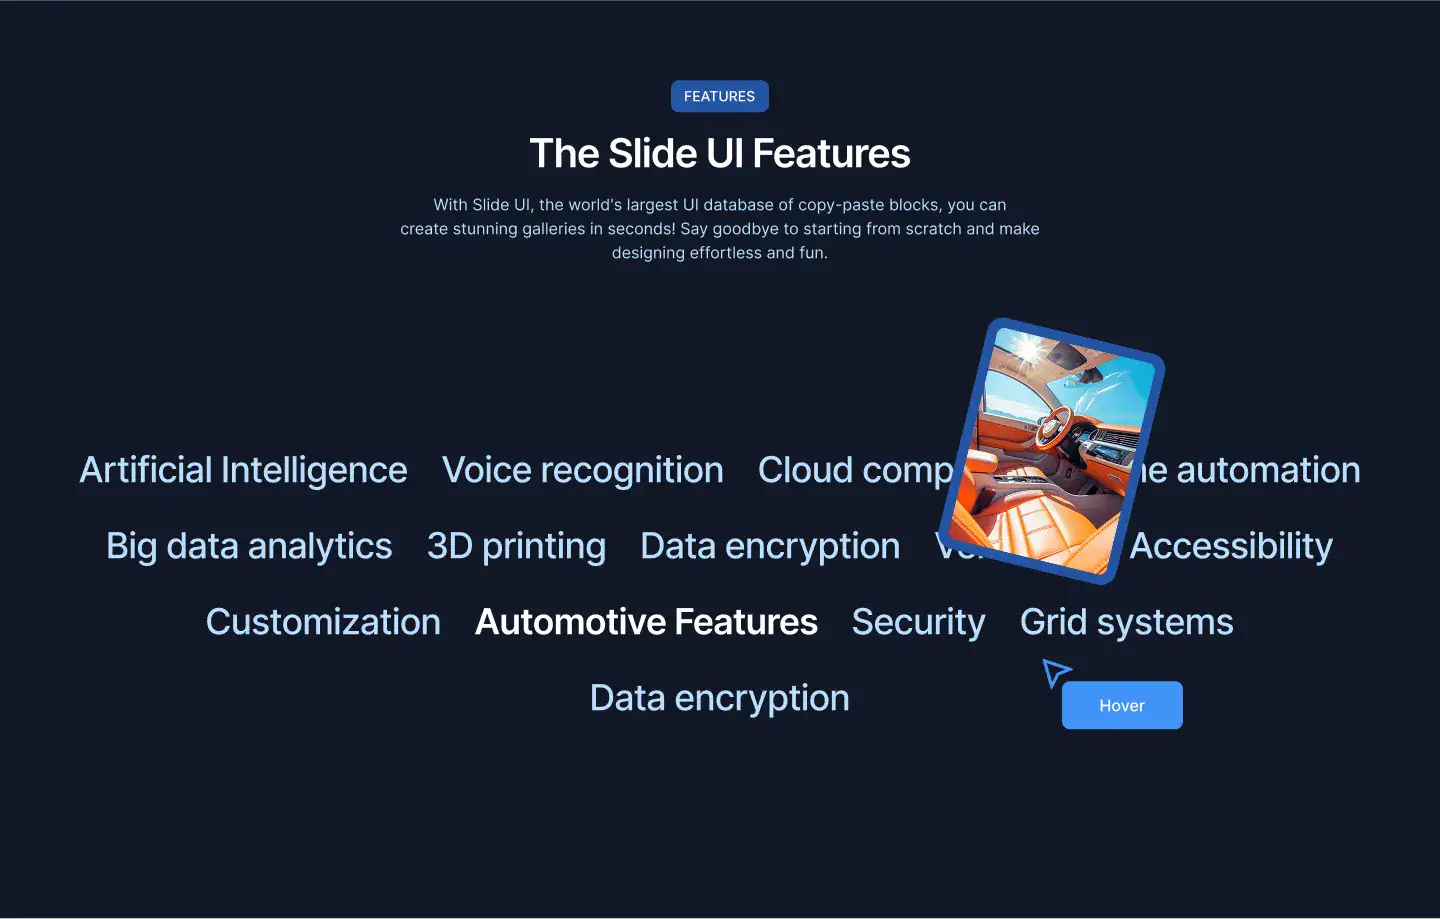 FEATURES
The Slide UI Features
With Slide UI, the world's largest UI database of copy-paste blocks, you can
create stunning galleries in seconds! Say goodbye to starting from scratch and make
designing effortless and fun.
Artificial Intelligence Voice recognition Cloud automation
Big data analytics 3D printing Data encryption Accessibility
Customization Automotive Features Security Grid systems
Data encryption
Hover